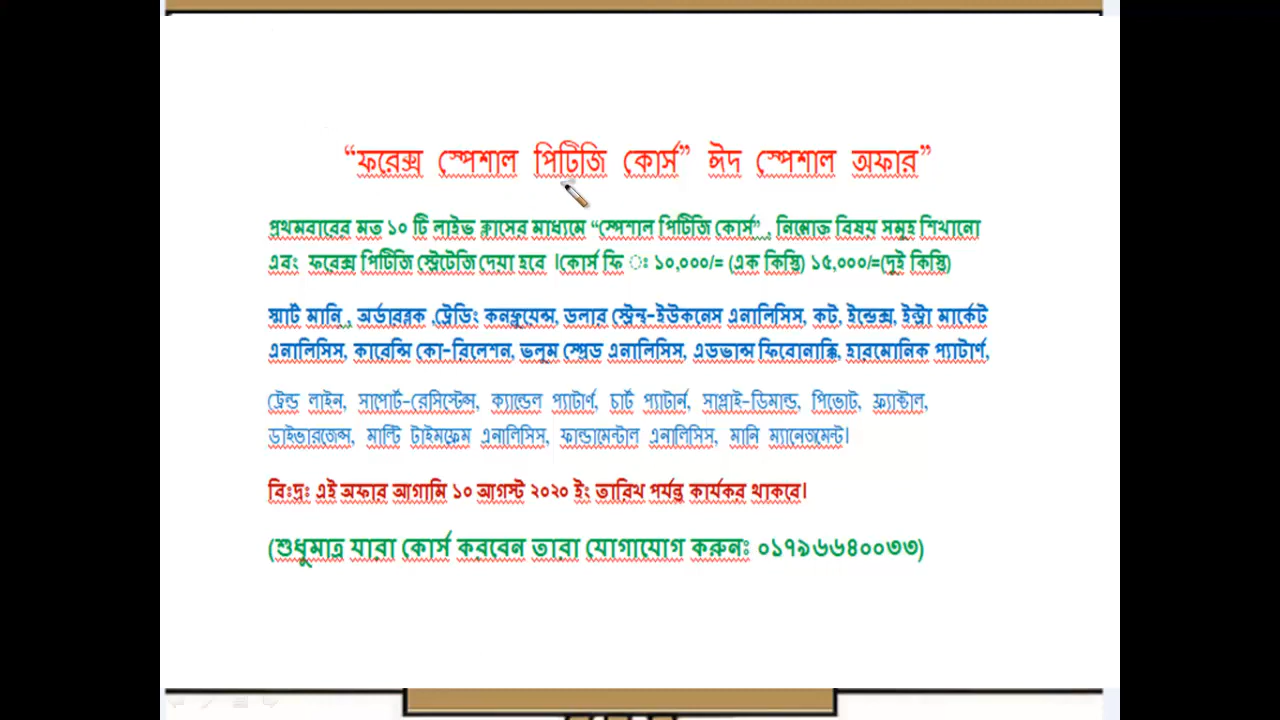 “ফরেক্স স্পেশাল পিটিজি কোর্স” ঈদ স্পেশাল অফার”
প্রথমবারের মত ১০ টি লাইভ ক্লাসের মাধ্যমে “স্পেশাল পিটিজি কোর্স” , নিম্নোক্ত বিষয় সমূহ শিখানো
এবং ফরেক্স পিটিজি স্ট্রেটেজি দেয়া হবে ।(কোর্স ফি ঃ ১০,০০০/= (এক কিস্তি) ১৫,০০০/=(দুই কিস্তি)
স্মার্ট মানি , অর্ডারব্লক ,ট্রেডিং কনফ্লুয়েন্স, ডলার স্ট্রেন্থ-ইউকনেস এনালিসিস, কট, ইন্ডেক্স, ইন্ট্রা মার্কেট
এনালিসিস, কারেন্সি কো-রিলেশন, ভলুম স্প্রেড এনালিসিস, এডভান্স ফিবোনাক্কি, হারমোনিক প্যাটার্ণ,
ট্রেন্ড লাইন, সাপোর্ট-রেসিস্টেন্স, ক্যান্ডেল প্যাটার্ণ, চার্ট প্যাটার্ন, সাপ্লাই-ডিমান্ড, পিভোট, ফ্র্যাক্টাল,
ডাইভারজেন্স, মাল্টি টাইমফ্রেম এনালিসিস, ফান্ডামেন্টাল এনালিসিস, মানি ম্যানেজমেন্ট।
বি:দ্র: এই অফার আগামি ১০ আগস্ট ২০২০ ইং তারিখ পর্যন্ত কার্যকর থাকবে।
(শুধুমাত্র যারা কোর্স করবেন তারা যোগাযোগ করুনঃ ০১৭৯৬৬৪০০৩৩)